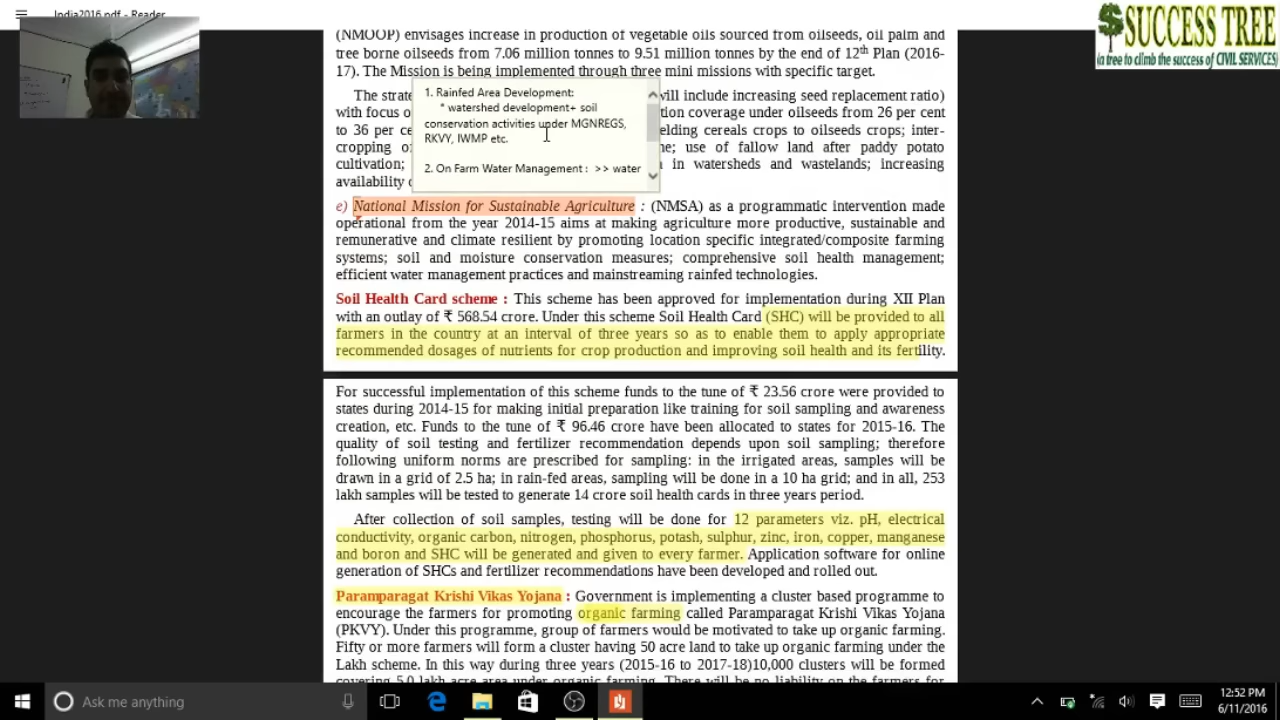 India2016.pdf - Reader
SUCCESS TREE
(a tree to climb the success of CIVIL SERVICES)
(NMOOP) envisages increase in production of vegetable oils sourced from oilseeds, oil palm and
tree borne oilseeds from 7.06 million tonnes to 9.51 million tonnes by the end of 12th Plan (2016-
17). The Mission is being implemented through three mini missions with specific target.
The strate will include increasing seed replacement ratio)
with focus o tion coverage under oilseeds from 26 per cent
to 36 per ce elding cereals crops to oilseeds crops; inter-
cropping o e; use of fallow land after paddy potato
cultivation; in watersheds and wastelands; increasing
availability
1. Rainfed Area Development:
* watershed development+ soil
conservation activities under MGNREGS,
RKVY, IWMP etc.
2. On Farm Water Management : >> water
e) National Mission for Sustainable Agriculture : (NMSA) as a programmatic intervention made
operational from the year 2014-15 aims at making agriculture more productive, sustainable and
remunerative and climate resilient by promoting location specific integrated/composite farming
systems; soil and moisture conservation measures; comprehensive soil health management;
efficient water management practices and mainstreaming rainfed technologies.
Soil Health Card scheme : This scheme has been approved for implementation during XII Plan
with an outlay of ₹ 568.54 crore. Under this scheme Soil Health Card (SHC) will be provided to all
farmers in the country at an interval of three years so as to enable them to apply appropriate
recommended dosages of nutrients for crop production and improving soil health and its fertility.
For successful implementation of this scheme funds to the tune of ₹ 23.56 crore were provided to
states during 2014-15 for making initial preparation like training for soil sampling and awareness
creation, etc. Funds to the tune of ₹ 96.46 crore have been allocated to states for 2015-16. The
quality of soil testing and fertilizer recommendation depends upon soil sampling; therefore
following uniform norms are prescribed for sampling: in the irrigated areas, samples will be
drawn in a grid of 2.5 ha; in rain-fed areas, sampling will be done in a 10 ha grid; and in all, 253
lakh samples will be tested to generate 14 crore soil health cards in three years period.
After collection of soil samples, testing will be done for 12 parameters viz. pH, electrical
conductivity, organic carbon, nitrogen, phosphorus, potash, sulphur, zinc, iron, copper, manganese
and boron and SHC will be generated and given to every farmer. Application software for online
generation of SHCs and fertilizer recommendations have been developed and rolled out.
Paramparagat Krishi Vikas Yojana : Government is implementing a cluster based programme to
encourage the farmers for promoting organic farming called Paramparagat Krishi Vikas Yojana
(PKVY). Under this programme, group of farmers would be motivated to take up organic farming.
Fifty or more farmers will form a cluster having 50 acre land to take up organic farming under the
Lakh scheme. In this way during three years (2015-16 to 2017-18)10,000 clusters will be formed
covering 5.0 lakh acre area under organic farming. There will be no liability on the farmers for
Ask me anything
12:52 PM
6/11/2016